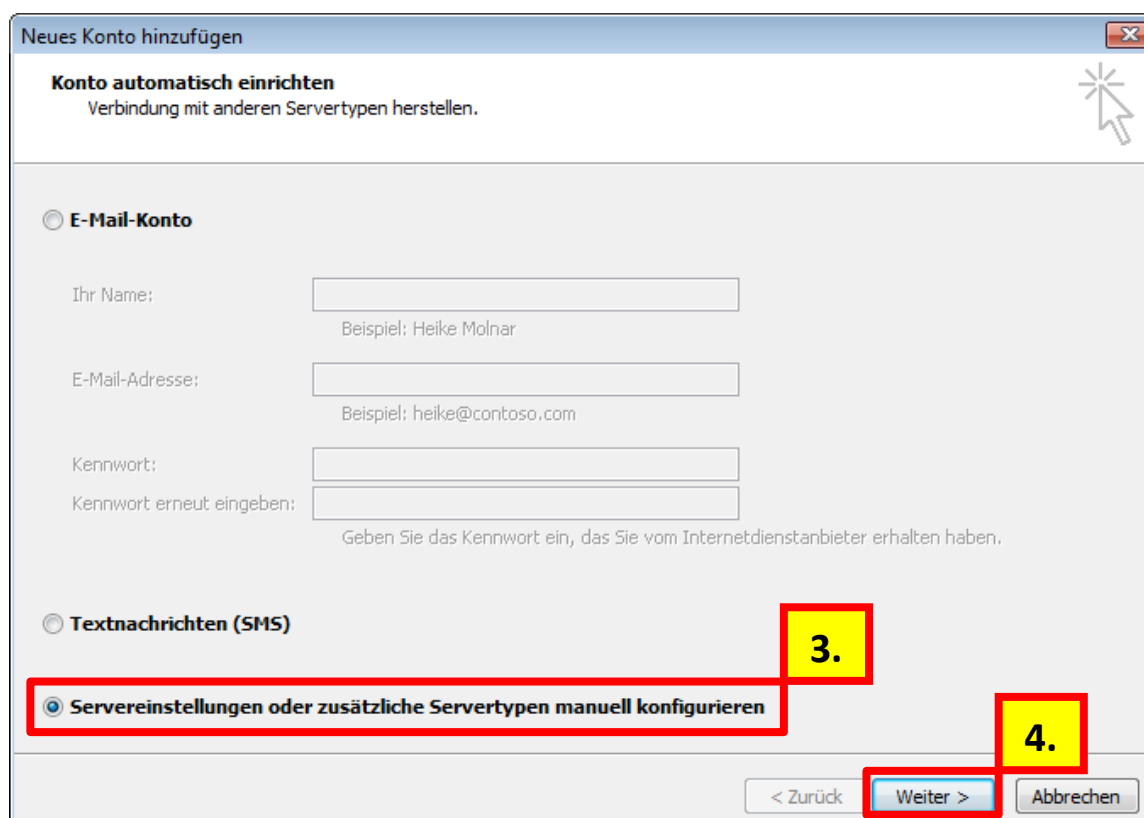 Neues Konto hinzufügen
Konto automatisch einrichten
Verbindung mit anderen Servertypen herstellen.
E-Mail-Konto
Ihr Name:
Beispiel: Heike Molnar
E-Mail-Adresse:
Beispiel: heike@contoso.com
Kennwort:
Kennwort erneut eingeben:
Geben Sie das Kennwort ein, das Sie vom Internetdienstanbieter erhalten haben.
Textnachrichten (SMS)
3.
Servereinstellungen oder zusätzliche Servertypen manuell konfigurieren
4.
< Zurück Weiter > Abbrechen